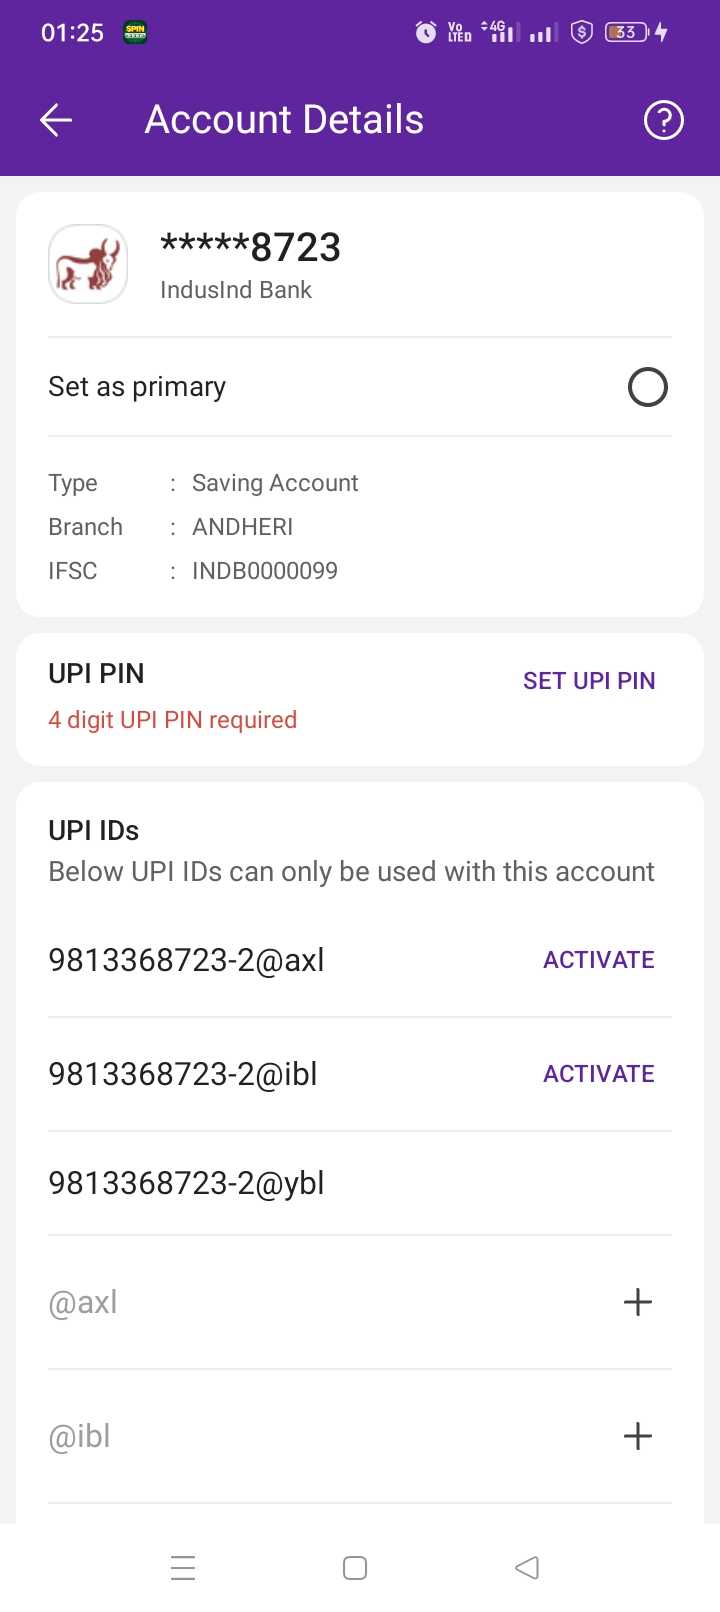 01:25
SPIN
Vo LTED 4G 33
Account Details
*****8723
IndusInd Bank
Set as primary
Type : Saving Account
Branch : ANDHERI
IFSC : INDB0000099
UPI PIN
SET UPI PIN
4 digit UPI PIN required
UPI IDs
Below UPI IDs can only be used with this account
9813368723-2@axl ACTIVATE
9813368723-2@ibl ACTIVATE
9813368723-2@ybl
@axl
@ibl